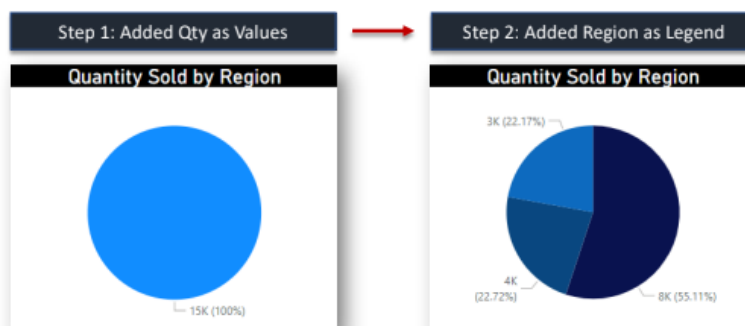 Step 1: Added Qty as Values
Step 2: Added Region as Legend
Quantity Sold by Region
15K (100%)
Quantity Sold by Region
3K (22.17%)
4K
(22.72%)
8K (55.11%)